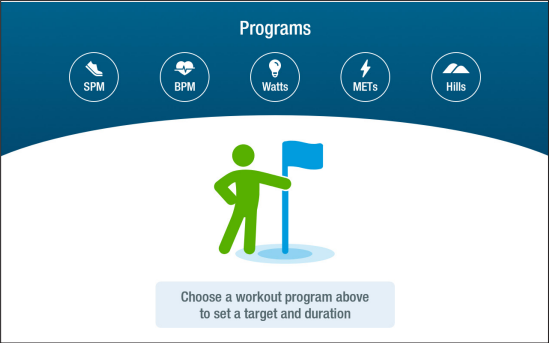 Programs
SPM
BPM
Watts
METs
Hills
Choose a workout program above
to set a target and duration